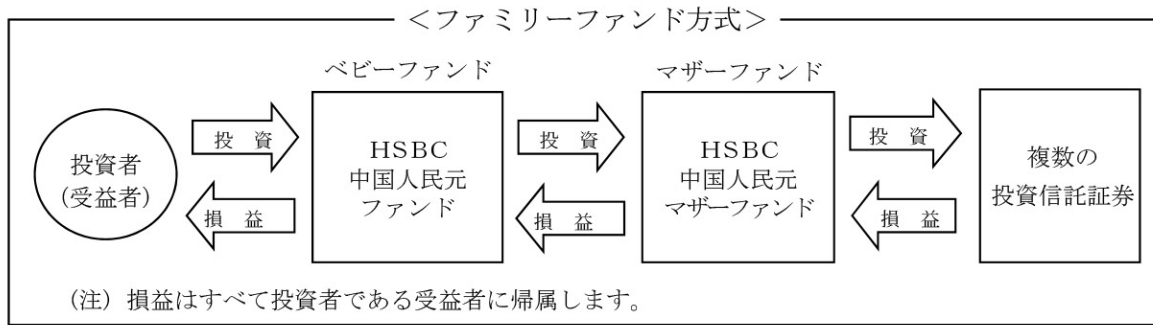 ＜ファミリーファンド方式＞
ベビーファンド
マザーファンド
投資者
(受益者)
投 資
損 益
HSBC
中国人民元
ファンド
投 資
損 益
HSBC
中国人民元
マザーファンド
投 資
損 益
複数の
投資信託証券
(注) 損益はすべて投資者である受益者に帰属します。